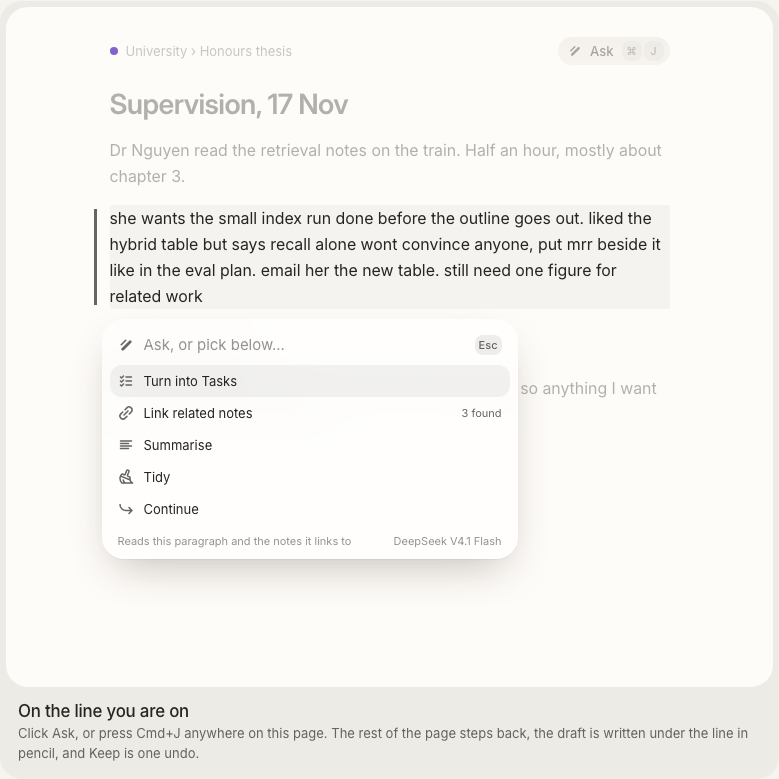 University › Honours thesis
Ask ⌘ J
Supervision, 17 Nov
Dr Nguyen read the retrieval notes on the train. Half an hour, mostly about
chapter 3.
she wants the small index run done before the outline goes out. liked the
hybrid table but says recall alone wont convince anyone, put mrr beside it
like in the eval plan. email her the new table. still need one figure for
related work
Ask, or pick below...
Esc
Turn into Tasks
so anything I want
Link related notes
3 found
Summarise
Tidy
Continue
Reads this paragraph and the notes it links to
DeepSeek V4.1 Flash
On the line you are on
Click Ask, or press Cmd+J anywhere on this page. The rest of the page steps back, the draft is written under the line in
pencil, and Keep is one undo.